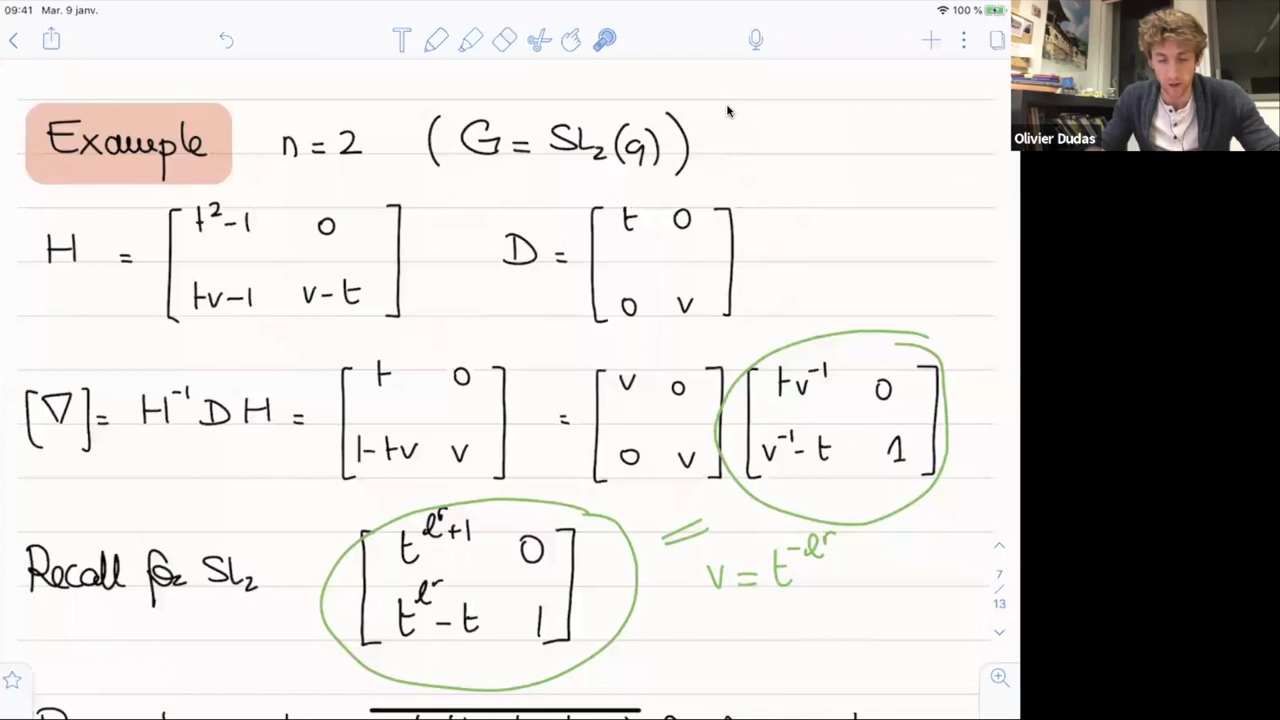 09:41 Mar. 9 janv. 100 %
Olivier Dudas
Example n = 2 ( G = SL₂(q) )
H = [ t²-1 0 ; tv-1 v-t ] D = [ t 0 ; 0 v ]
[∇] = H⁻¹ D H = [ t 0 ; 1-tv v ] = [ v 0 ; 0 v ] [ tv⁻¹ 0 ; v⁻¹-t 1 ]
Recall for SL₂ [ t^{ℓ^r+1} 0 ; t^{ℓ^r}-t 1 ] = v = t^{-ℓ^r}
7
/
13